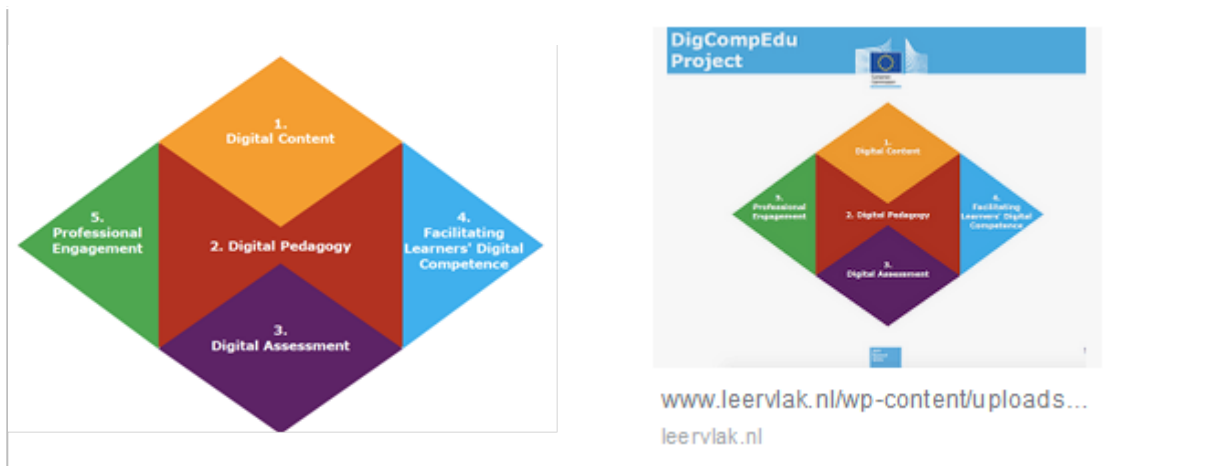 1.
Digital Content
5.
Professional
Engagement
2. Digital Pedagogy
4.
Facilitating
Learners' Digital
Competence
3.
Digital Assessment
DigCompEdu
Project
1.
Digital Content
5.
Professional
Engagement
2. Digital Pedagogy
4.
Facilitating
Learners' Digital
Competence
3.
Digital Assessment
www.leervlak.nl/wp-content/uploads...
leervlak.nl